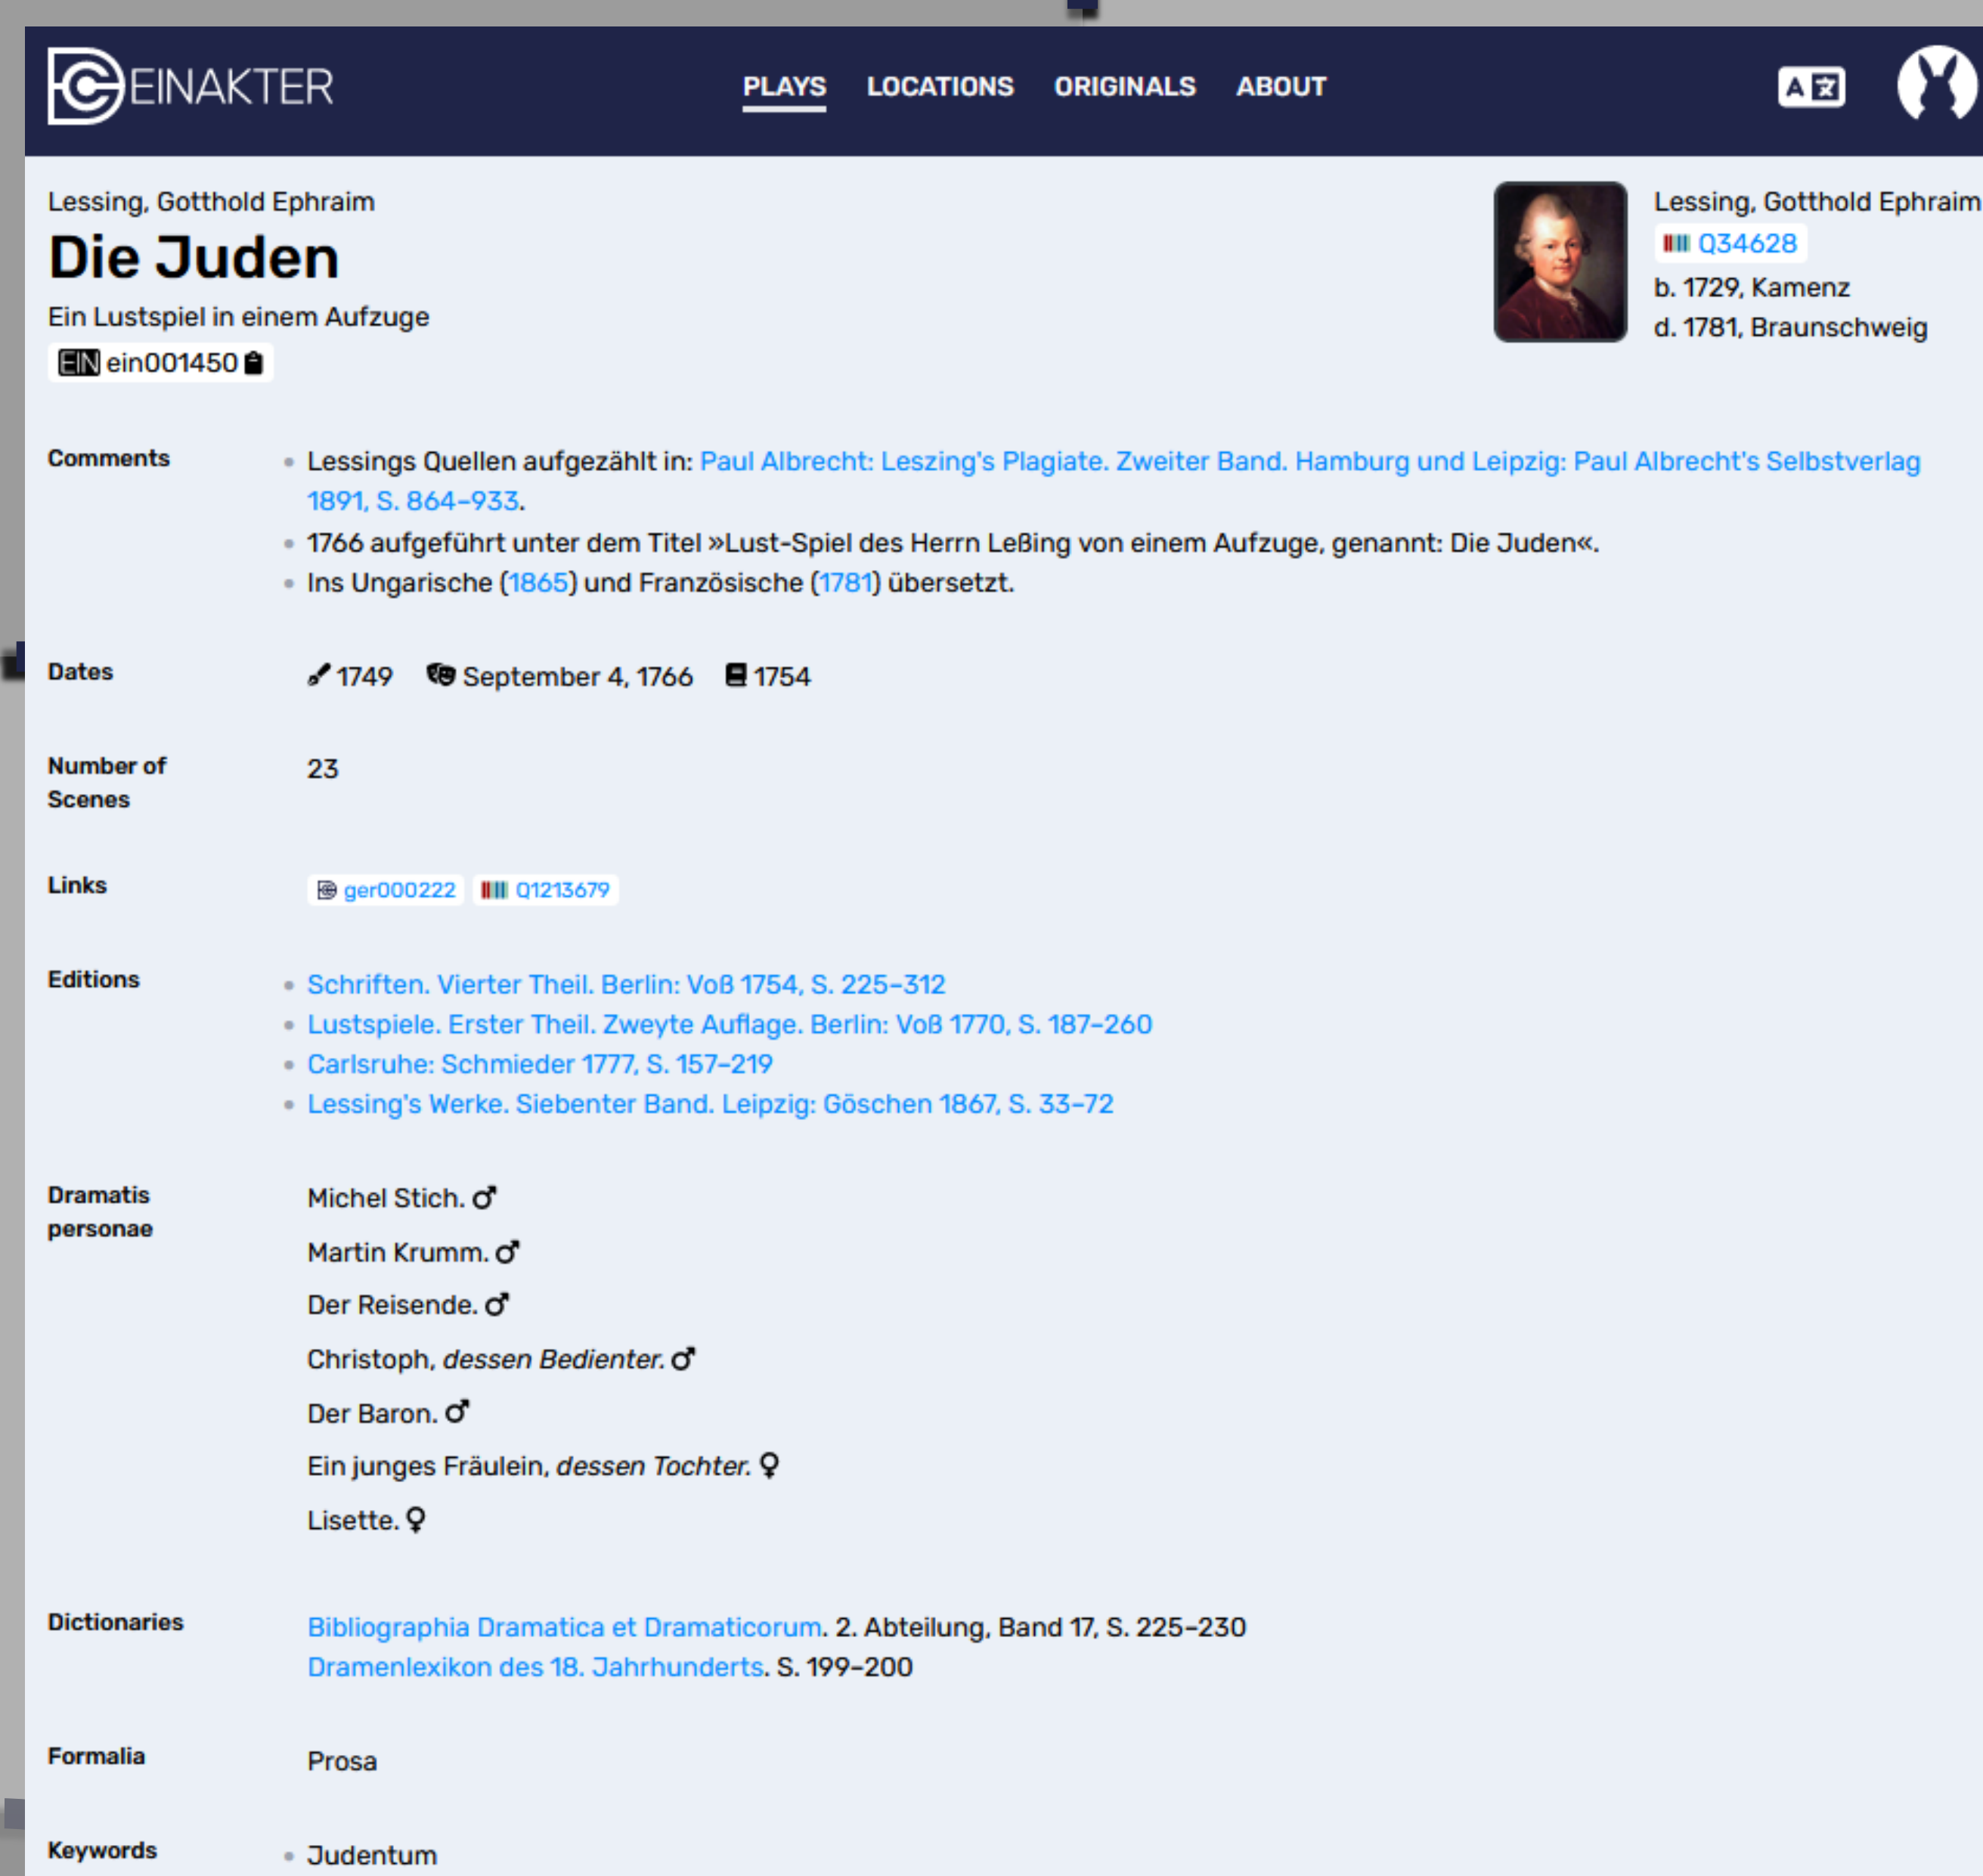 EINAKTER
PLAYS LOCATIONS ORIGINALS ABOUT
A 文
Lessing, Gotthold Ephraim
Die Juden
Ein Lustspiel in einem Aufzuge
EIN ein001450
Lessing, Gotthold Ephraim
Q34628
b. 1729, Kamenz
d. 1781, Braunschweig
Comments
• Lessings Quellen aufgezählt in: Paul Albrecht: Leszing's Plagiate. Zweiter Band. Hamburg und Leipzig: Paul Albrecht's Selbstverlag
1891, S. 864–933.
• 1766 aufgeführt unter dem Titel »Lust-Spiel des Herrn Leßing von einem Aufzuge, genannt: Die Juden«.
• Ins Ungarische (1865) und Französische (1781) übersetzt.
Dates
1749 September 4, 1766 1754
Number of
Scenes
23
Links
ger000222 Q1213679
Editions
• Schriften. Vierter Theil. Berlin: Voß 1754, S. 225–312
• Lustspiele. Erster Theil. Zweyte Auflage. Berlin: Voß 1770, S. 187–260
• Carlsruhe: Schmieder 1777, S. 157–219
• Lessing's Werke. Siebenter Band. Leipzig: Göschen 1867, S. 33–72
Dramatis
personae
Michel Stich. ♂
Martin Krumm. ♂
Der Reisende. ♂
Christoph, dessen Bedienter. ♂
Der Baron. ♂
Ein junges Fräulein, dessen Tochter. ♀
Lisette. ♀
Dictionaries
Bibliographia Dramatica et Dramaticorum. 2. Abteilung, Band 17, S. 225–230
Dramenlexikon des 18. Jahrhunderts. S. 199–200
Formalia
Prosa
Keywords
• Judentum